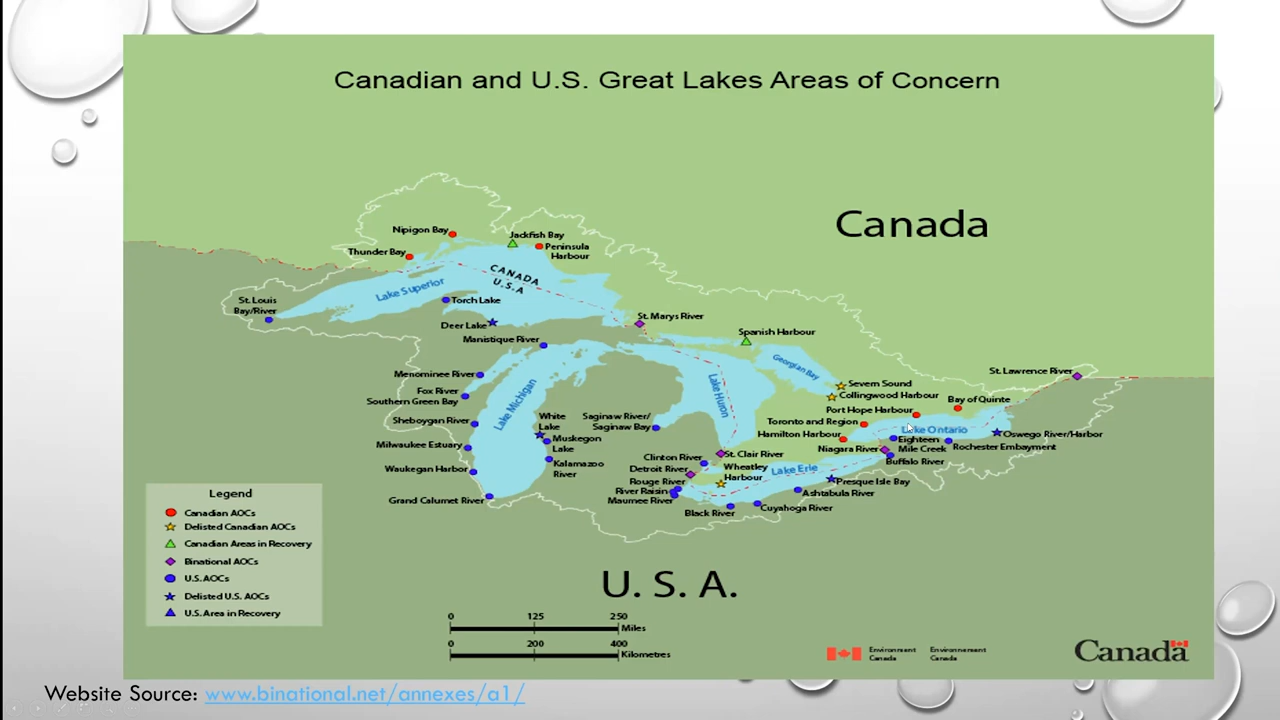 Canadian and U.S. Great Lakes Areas of Concern
Canada
Nipigon Bay
Jackfish Bay
Peninsula
Harbour
Thunder Bay
CANADA
U.S.A
Lake Superior
St. Louis
Bay/River
Torch Lake
Deer Lake
St. Marys River
Manistique River
Spanish Harbour
Georgian Bay
St. Lawrence River
Menominee River
Fox River
Southern Green Bay
Lake Michigan
Lake Huron
Severn Sound
Collingwood Harbour
Bay of Quinte
Port Hope Harbour
Sheboygan River
White
Lake
Saginaw River/
Saginaw Bay
Toronto and Region
Lake Ontario
Hamilton Harbour
Oswego River/Harbor
Milwaukee Estuary
Muskegon
Lake
Eighteen
Mile Creek
Rochester Embayment
Niagara River
Clinton River
St. Clair River
Buffalo River
Waukegan Harbor
Kalamazoo
River
Detroit River
Wheatley
Harbour
Lake Erie
Rouge River
Presque Isle Bay
River Raisin
Ashtabula River
Grand Calumet River
Maumee River
Black River
Cuyahoga River
Legend
Canadian AOCs
Delisted Canadian AOCs
Canadian Areas in Recovery
Binational AOCs
U.S. AOCs
Delisted U.S. AOCs
U.S. Area in Recovery
U. S. A.
0 125 250
Miles
0 200 400
Kilometres
Environment
Canada
Environnement
Canada
Canada
Website Source: www.binational.net/annexes/a1/